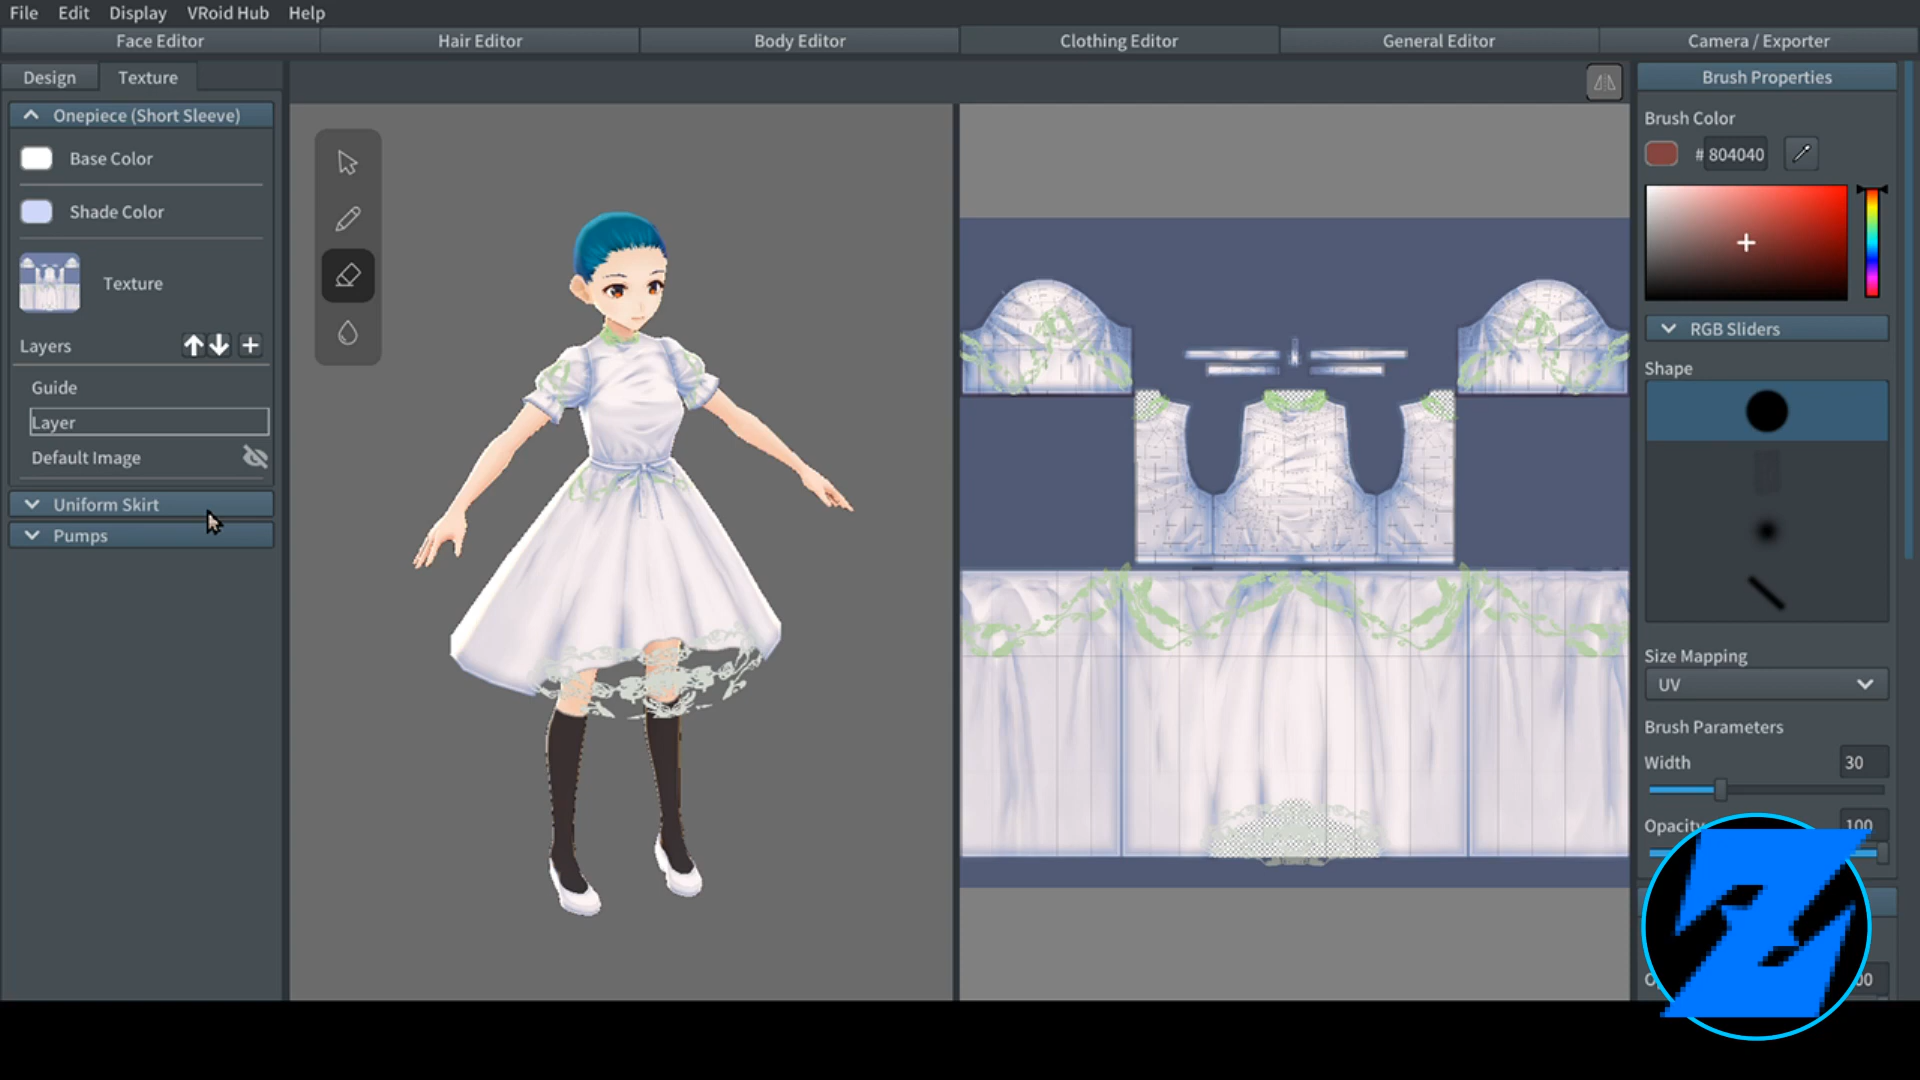 File Edit Display VRoid Hub Help
Face Editor Hair Editor Body Editor Clothing Editor General Editor Camera / Exporter
Design Texture
Onepiece (Short Sleeve)
Base Color
Shade Color
Texture
Layers
Guide
Layer
Default Image
Uniform Skirt
Pumps
Brush Properties
Brush Color
# 804040
RGB Sliders
Shape
Size Mapping
UV
Brush Parameters
Width 30
Opacity 100